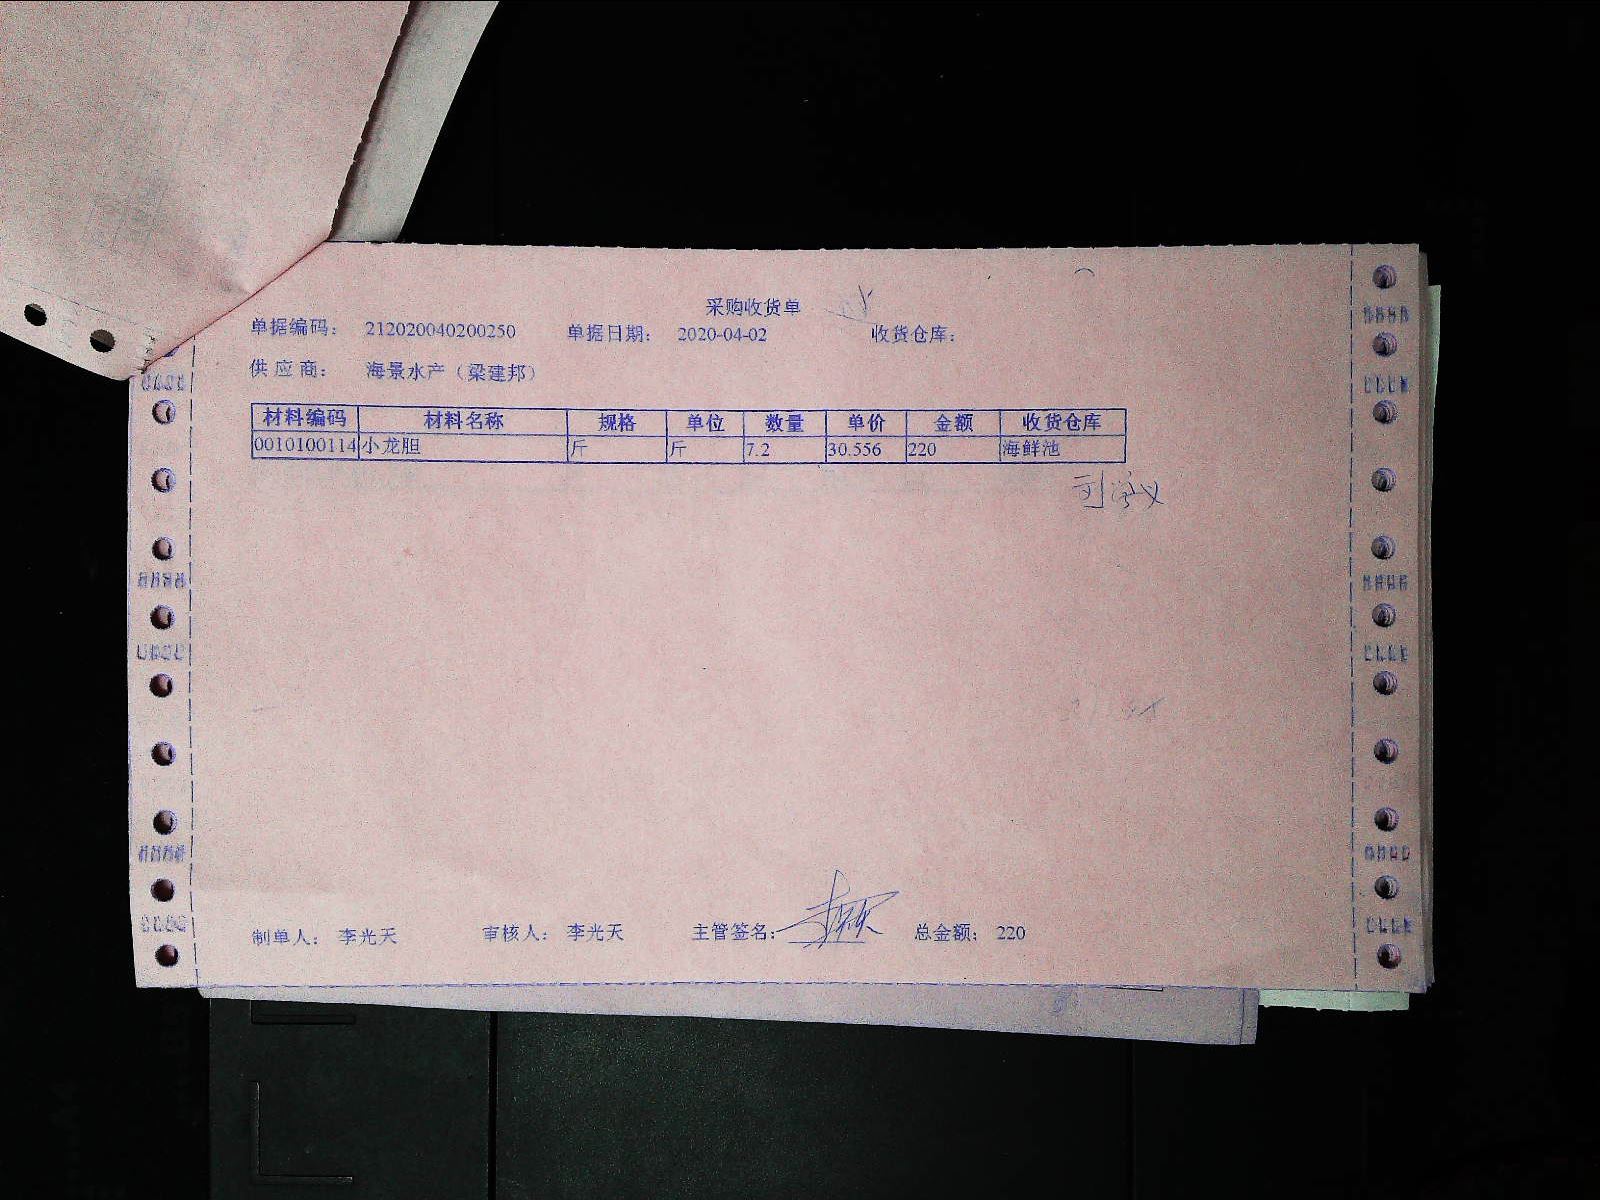 采购收货单
单据编码： 212020040200250 单据日期： 2020-04-02 收货仓库：
供应商： 海景水产（梁建邦）
材料编码 材料名称 规格 单位 数量 单价 金额 收货仓库
0010100114 小龙胆 斤 斤 7.2 30.556 220 海鲜池
制单人： 李光天 审核人： 李光天 主管签名： 总金额： 220